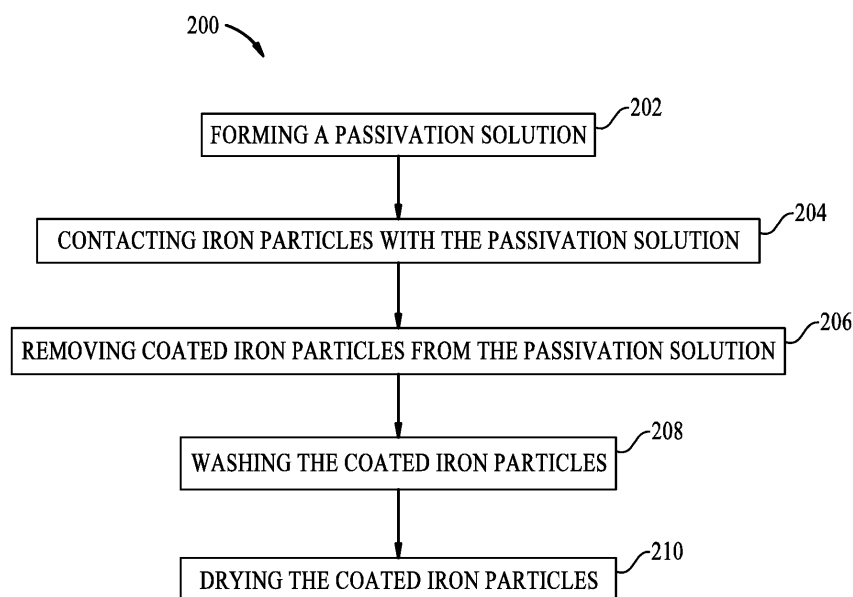 200
FORMING A PASSIVATION SOLUTION
202
CONTACTING IRON PARTICLES WITH THE PASSIVATION SOLUTION
204
REMOVING COATED IRON PARTICLES FROM THE PASSIVATION SOLUTION
206
WASHING THE COATED IRON PARTICLES
208
DRYING THE COATED IRON PARTICLES
210